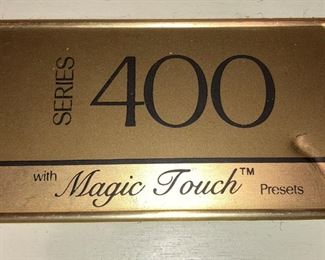 SERIES 400
with Magic Touch™ Presets